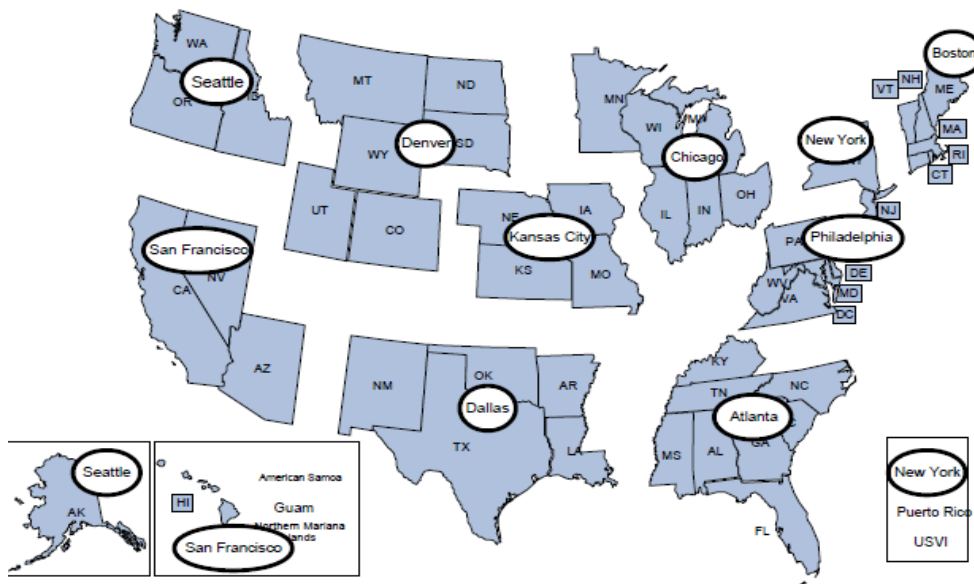 Boston
WA
NH
VT
ME
Seattle
MT
ND
MN
OR
WI
MA
New York
WY
Denver
SD
Chicago
RI
CT
OH
UT
CO
NE
IA
IL
IN
NJ
San Francisco
Kansas City
PA
Philadelphia
NV
KS
MO
DE
CA
WV
VA
MD
DC
KY
AZ
NM
OK
AR
TN
NC
Dallas
Atlanta
TX
LA
MS
AL
GA
FL
Seattle
AK
American Samoa
HI
Guam
Northern Mariana
San Francisco
New York
Puerto Rico
USVI